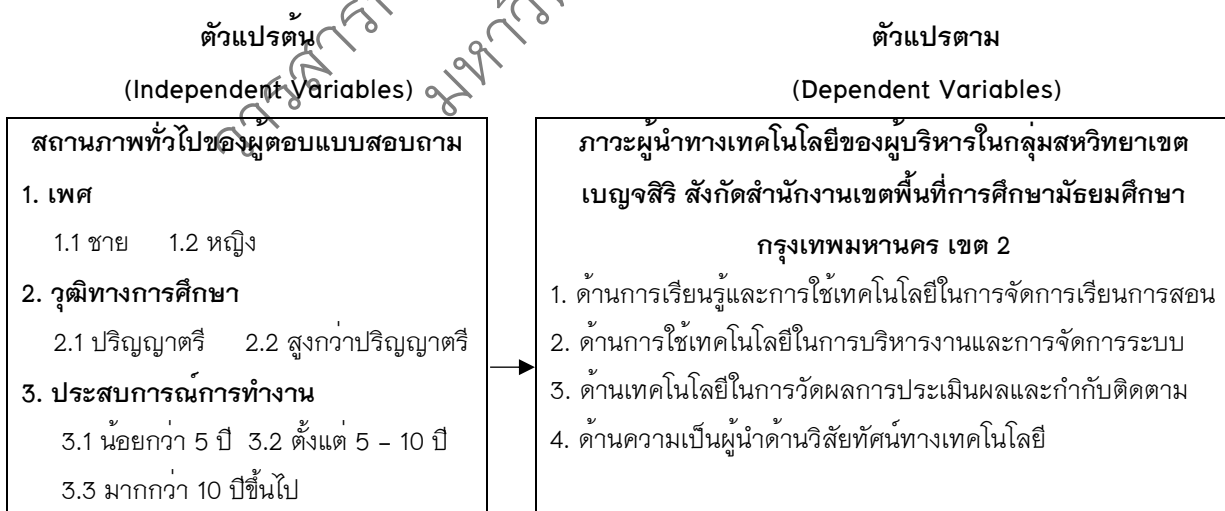 ตัวแปรต้น
(Independent Variables)
สถานภาพทั่วไปของผู้ตอบแบบสอบถาม
1. เพศ
1.1 ชาย 1.2 หญิง
2. วุฒิทางการศึกษา
2.1 ปริญญาตรี 2.2 สูงกว่าปริญญาตรี
3. ประสบการณ์การทำงาน
3.1 น้อยกว่า 5 ปี 3.2 ตั้งแต่ 5 – 10 ปี
3.3 มากกว่า 10 ปีขึ้นไป
ตัวแปรตาม
(Dependent Variables)
ภาวะผู้นำทางเทคโนโลยีของผู้บริหารในกลุ่มสหวิทยาเขต
เบญจสิริ สังกัดสำนักงานเขตพื้นที่การศึกษามัธยมศึกษา
กรุงเทพมหานคร เขต 2
1. ด้านการเรียนรู้และการใช้เทคโนโลยีในการจัดการเรียนการสอน
2. ด้านการใช้เทคโนโลยีในการบริหารงานและการจัดการระบบ
3. ด้านเทคโนโลยีในการวัดผลการประเมินผลและกำกับติดตาม
4. ด้านความเป็นผู้นำด้านวิสัยทัศน์ทางเทคโนโลยี